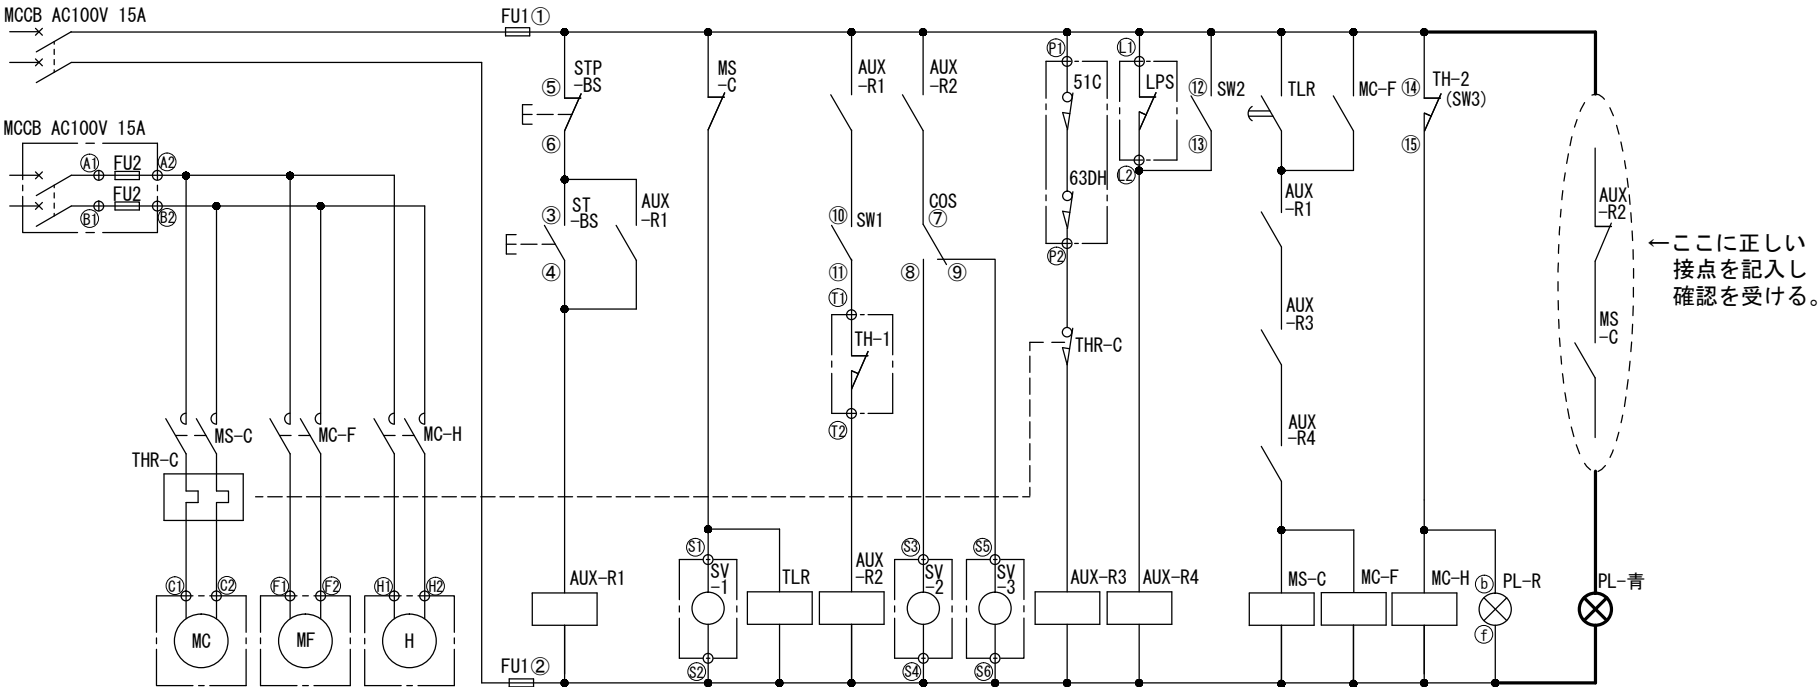 MCCB AC100V 15A
FU1①
MCCB AC100V 15A
Ⓐ1 FU2 Ⓐ2
FU2
Ⓑ1 Ⓑ2
MS-C
MC-F
MC-H
THR-C
C1 C2
F1 F2
H1 H2
MC
MF
H
FU1②
⑤
STP
-BS
⑥
③
ST
-BS
④
AUX
-R1
AUX-R1
MS
-C
S1
SV
-1
S2
TLR
AUX
-R1
⑩ SW1
⑪
T1
TH-1
T2
AUX
-R2
AUX
-R2
COS
⑦
⑧ ⑨
S3
SV
-2
S4
S5
SV
-3
S6
P1
51C
63DH
P2
THR-C
AUX-R3
L1
LPS
L2
AUX-R4
⑫ SW2
⑬
TLR
MC-F
AUX
-R1
AUX
-R3
AUX
-R4
MS-C
MC-F
⑭ TH-2
(SW3)
⑮
MC-H
ⓑ PL-R
ⓕ
AUX
-R2
MS
-C
PL-青
←ここに正しい
接点を記入し
確認を受ける。